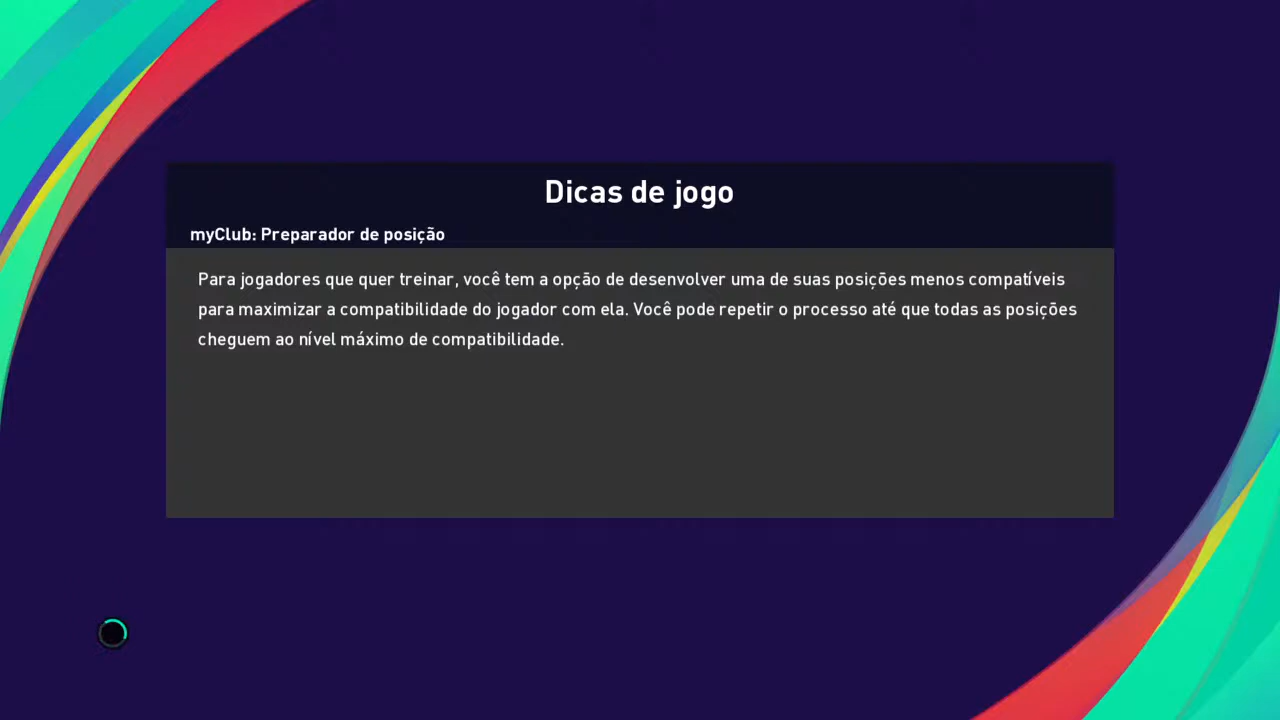 Dicas de jogo
myClub: Preparador de posição
Para jogadores que quer treinar, você tem a opção de desenvolver uma de suas posições menos compatíveis
para maximizar a compatibilidade do jogador com ela. Você pode repetir o processo até que todas as posições
cheguem ao nível máximo de compatibilidade.